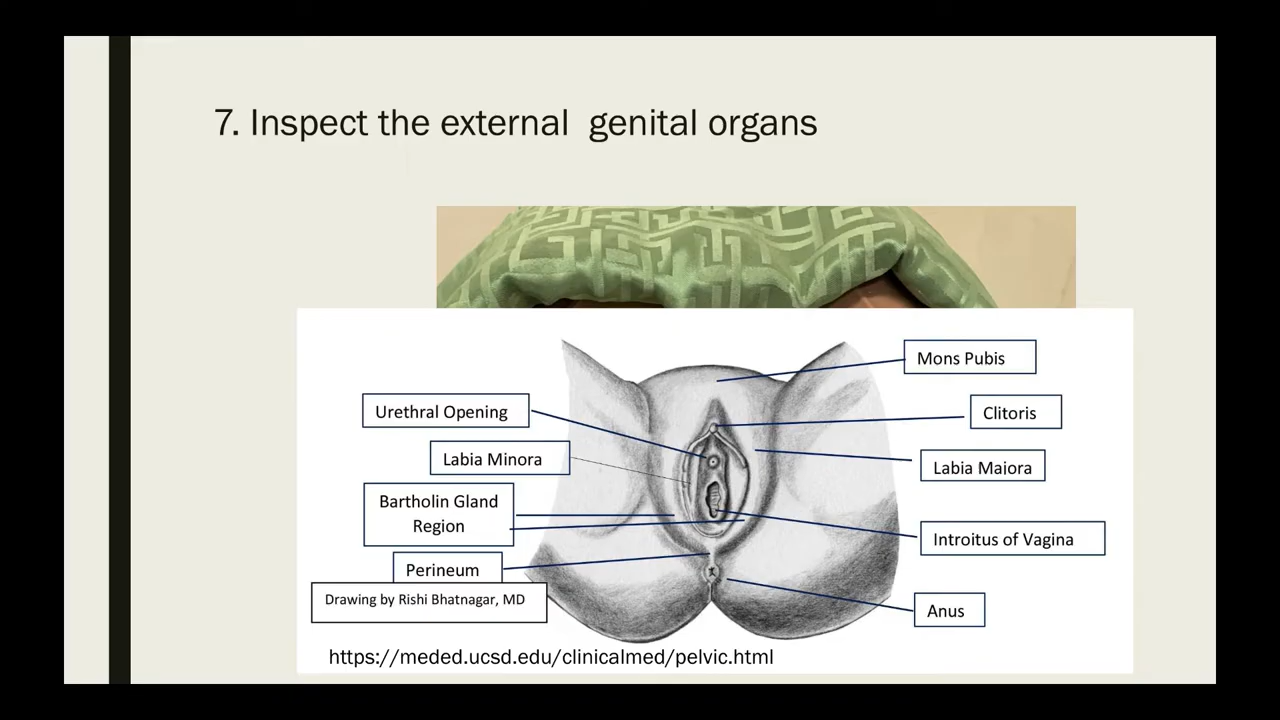 7. Inspect the external  genital organs
Mons Pubis
Urethral Opening
Clitoris
Labia Minora
Labia Maiora
Bartholin Gland
Region
Introitus of Vagina
Perineum
Drawing by Rishi Bhatnagar, MD
Anus
https://meded.ucsd.edu/clinicalmed/pelvic.html